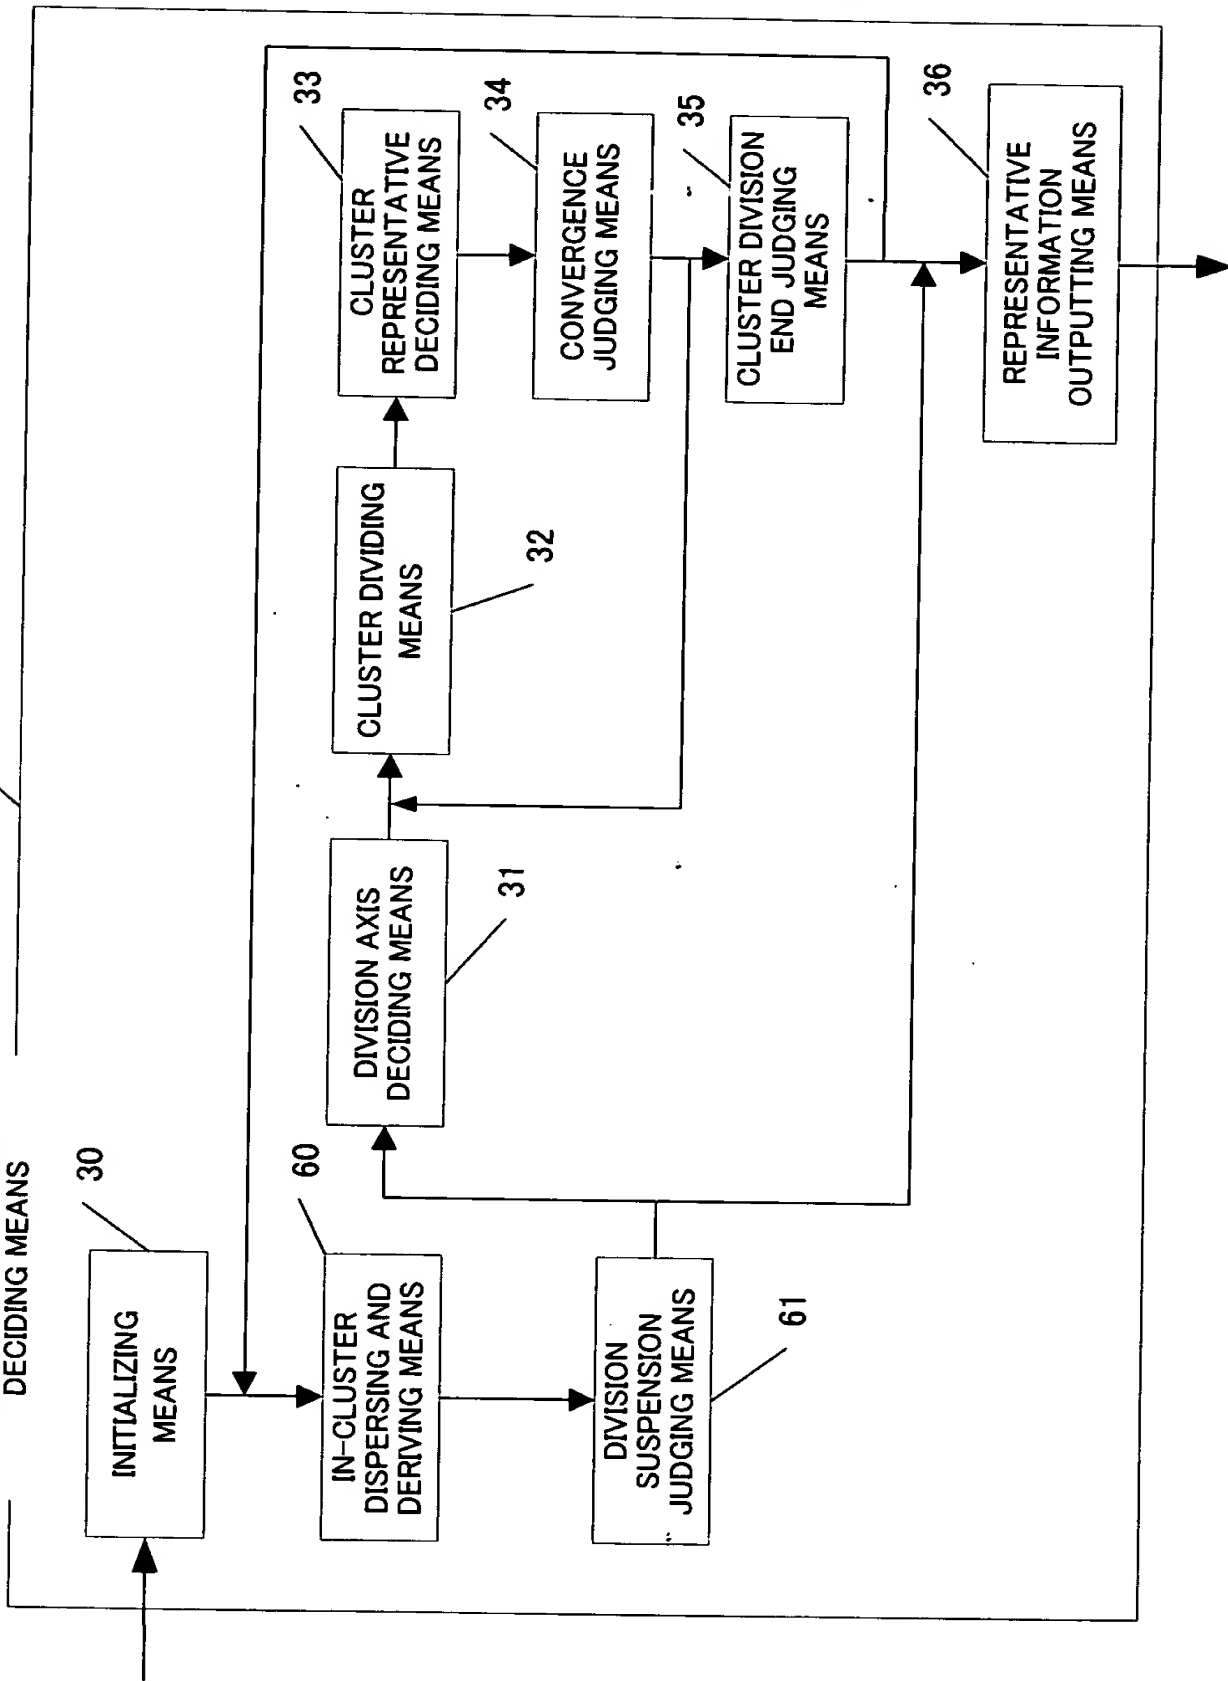 DECIDING MEANS
INITIALIZING
MEANS
30
IN-CLUSTER
DISPERSING AND
DERIVING MEANS
60
DIVISION
SUSPENSION
JUDGING MEANS
61
DIVISION AXIS
DECIDING MEANS
31
CLUSTER DIVIDING
MEANS
32
CLUSTER
REPRESENTATIVE
DECIDING MEANS
33
CONVERGENCE
JUDGING MEANS
34
CLUSTER DIVISION
END JUDGING
MEANS
35
REPRESENTATIVE
INFORMATION
OUTPUTTING MEANS
36